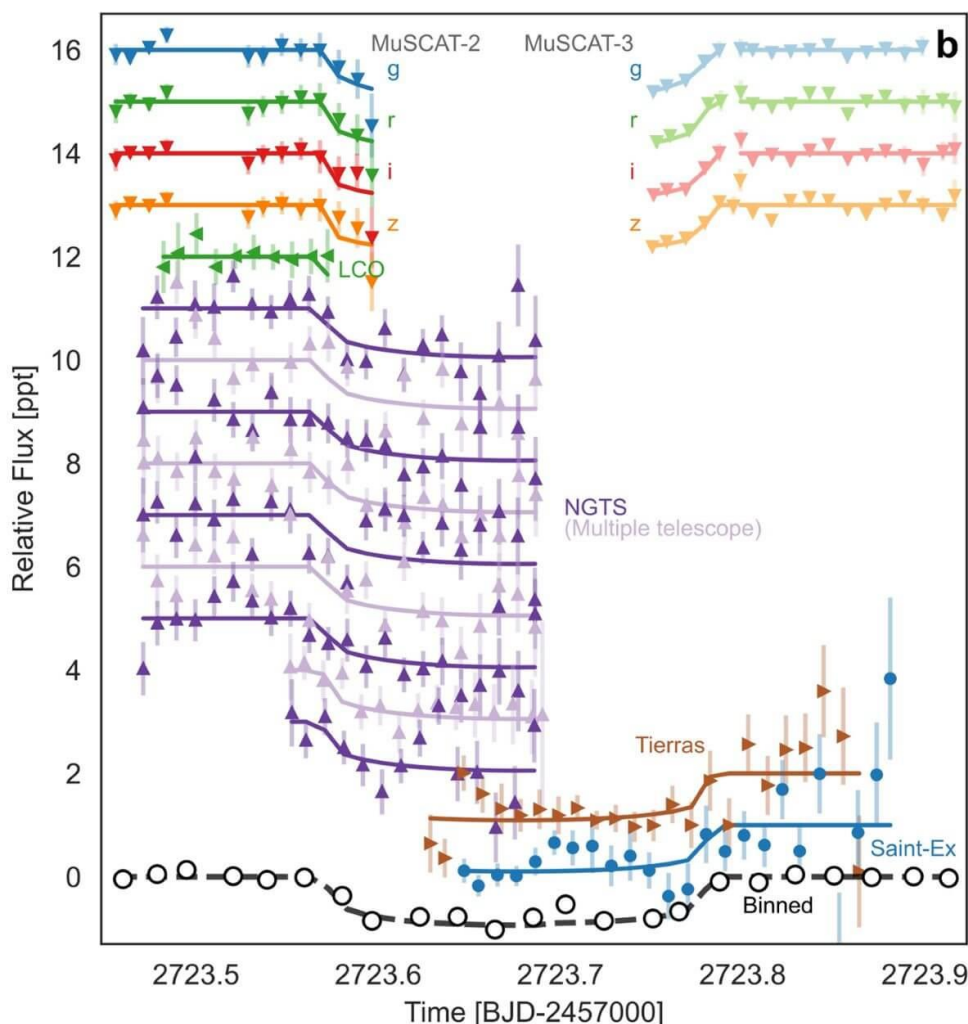 b
MuSCAT-2 MuSCAT-3
g g
r r
i i
z z
LCO
NGTS
(Multiple telescope)
Tierras
Saint-Ex
Binned
16
14
12
10
8
6
4
2
0
Relative Flux [ppt]
2723.5 2723.6 2723.7 2723.8 2723.9
Time [BJD-2457000]